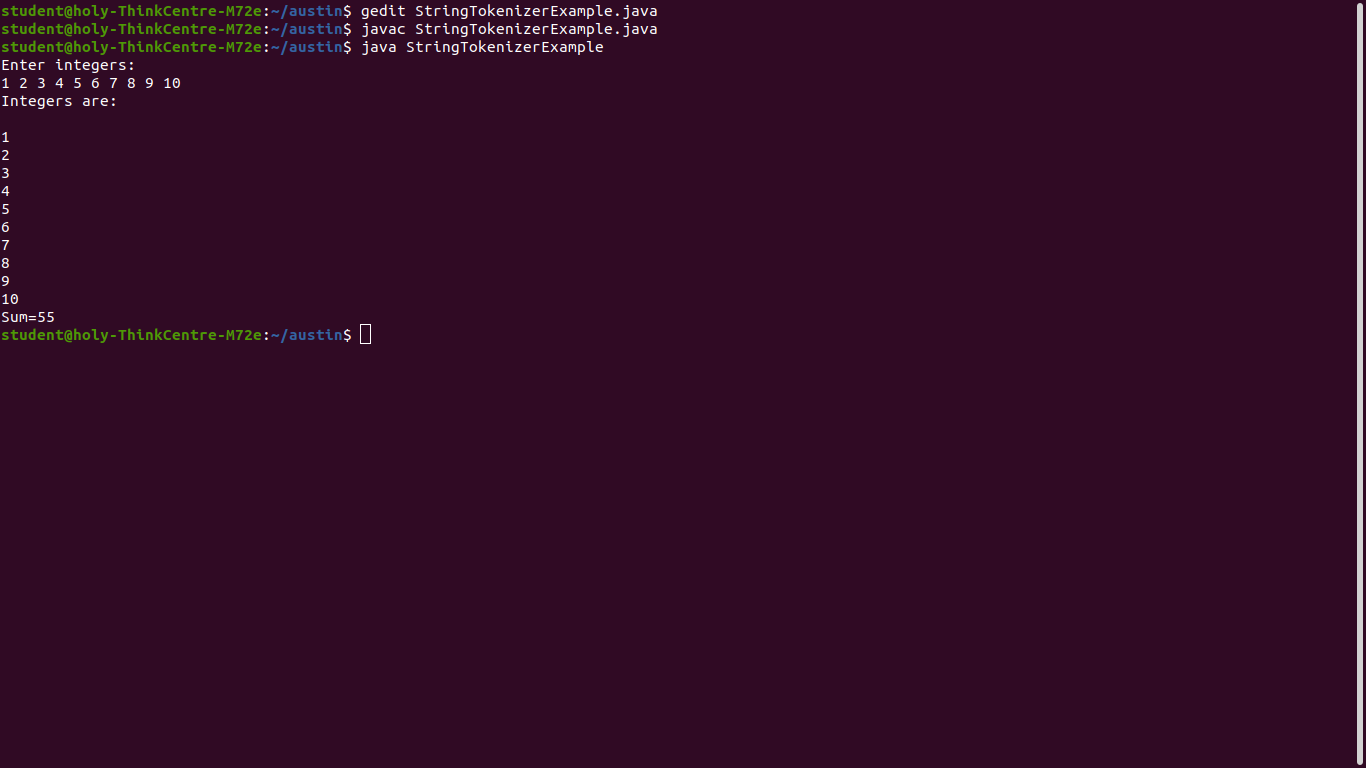 student@holy-ThinkCentre-M72e:~/austin$ gedit StringTokenizerExample.java
student@holy-ThinkCentre-M72e:~/austin$ javac StringTokenizerExample.java
student@holy-ThinkCentre-M72e:~/austin$ java StringTokenizerExample
Enter integers:
1 2 3 4 5 6 7 8 9 10
Integers are:

1
2
3
4
5
6
7
8
9
10
Sum=55
student@holy-ThinkCentre-M72e:~/austin$